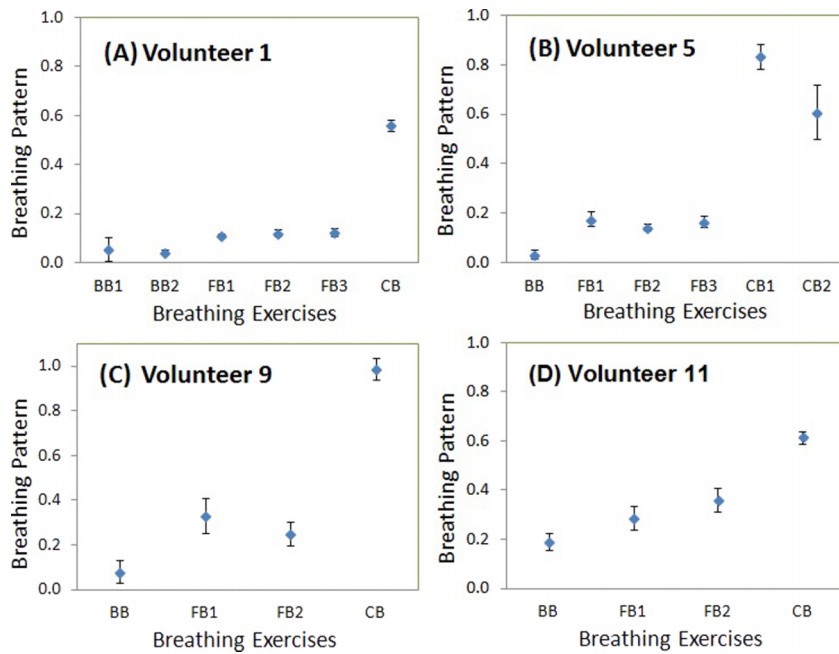 (A) Volunteer 1
Breathing Pattern
1.0
0.8
0.6
0.4
0.2
0.0
BB1 BB2 FB1 FB2 FB3 CB
Breathing Exercises
(B) Volunteer 5
Breathing Pattern
1.0
0.8
0.6
0.4
0.2
0.0
BB FB1 FB2 FB3 CB1 CB2
Breathing Exercises
(C) Volunteer 9
Breathing Pattern
1.0
0.8
0.6
0.4
0.2
0.0
BB FB1 FB2 CB
Breathing Exercises
(D) Volunteer 11
Breathing Pattern
1.0
0.8
0.6
0.4
0.2
0.0
BB FB1 FB2 CB
Breathing Exercises